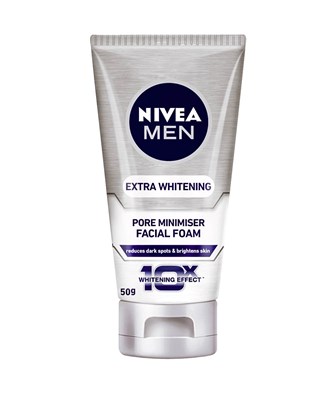 NIVEA
MEN
EXTRA WHITENING
PORE MINIMISER
FACIAL FOAM
reduces dark spots & brightens skin
10X
WHITENING EFFECT
50g